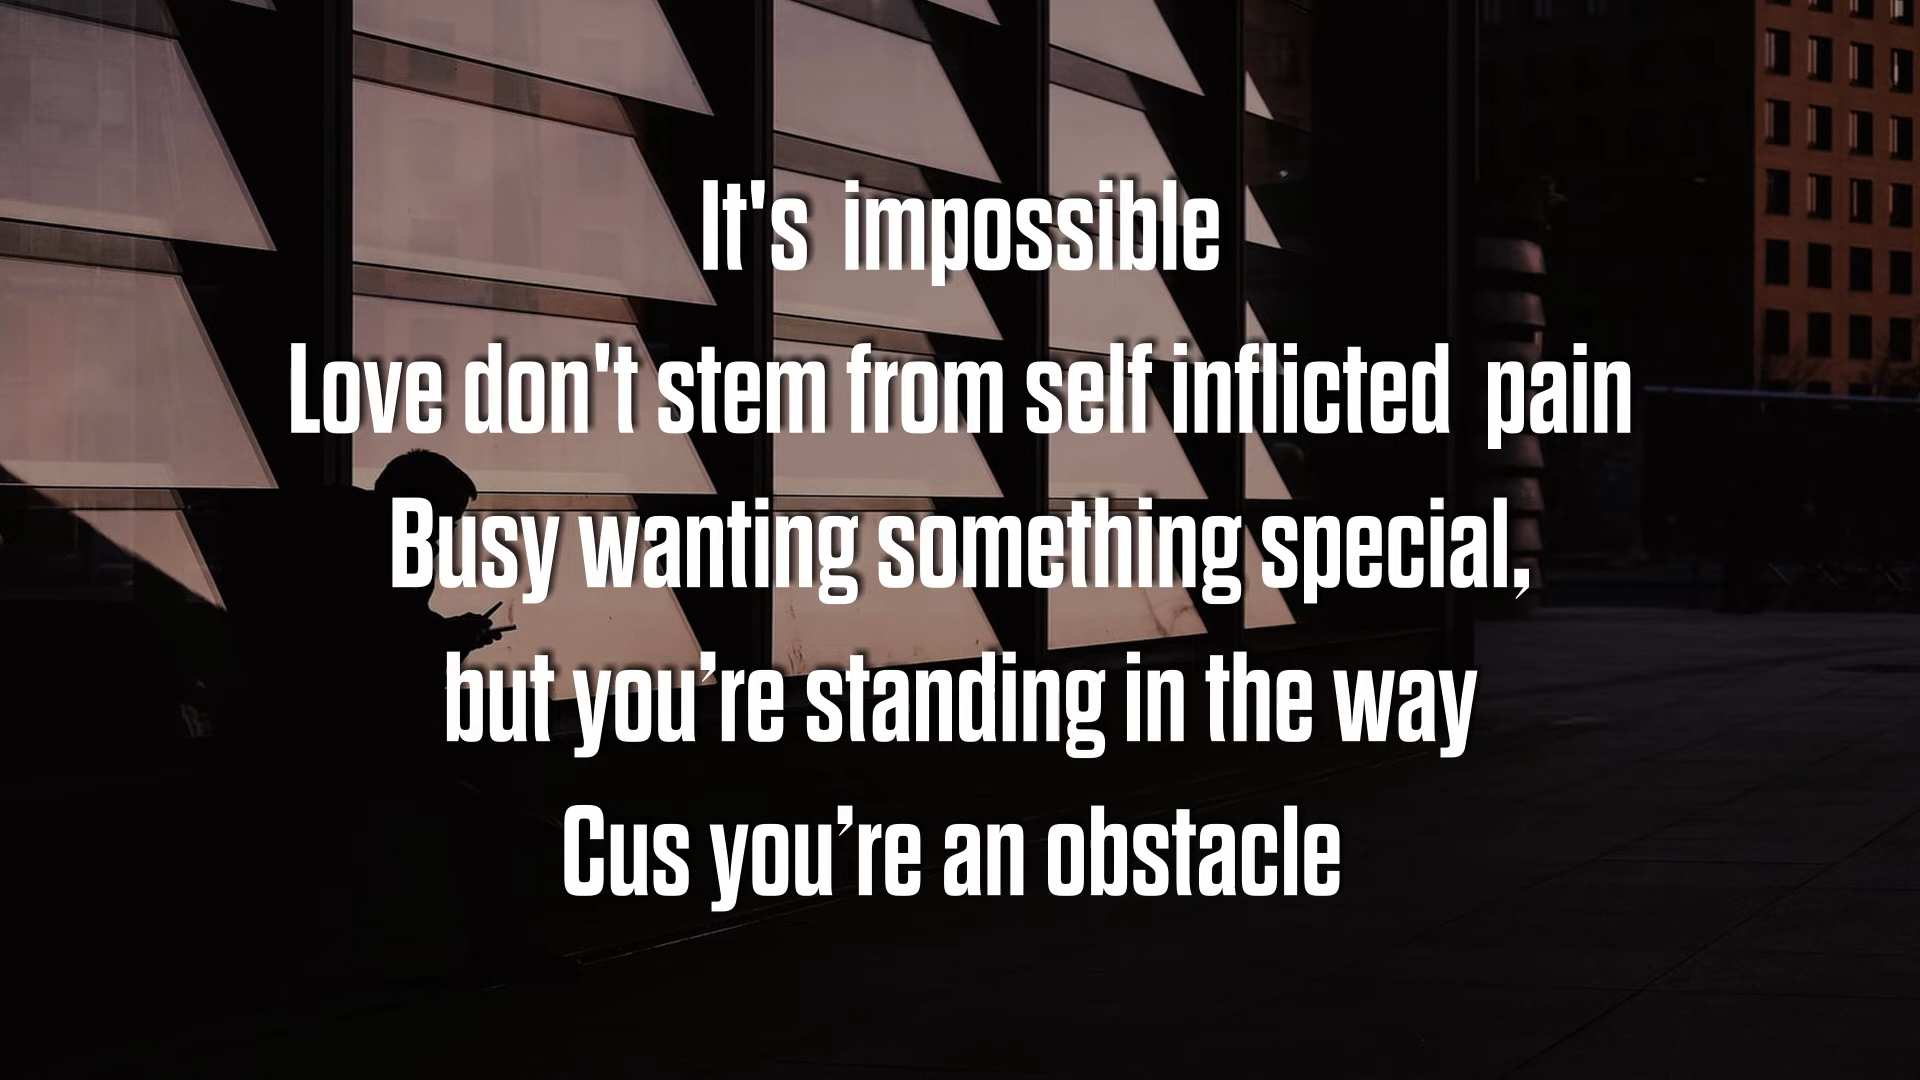 It's  impossible
Love don't stem from self inflicted  pain
Busy wanting something special,
but you’re standing in the way
Cus you’re an obstacle